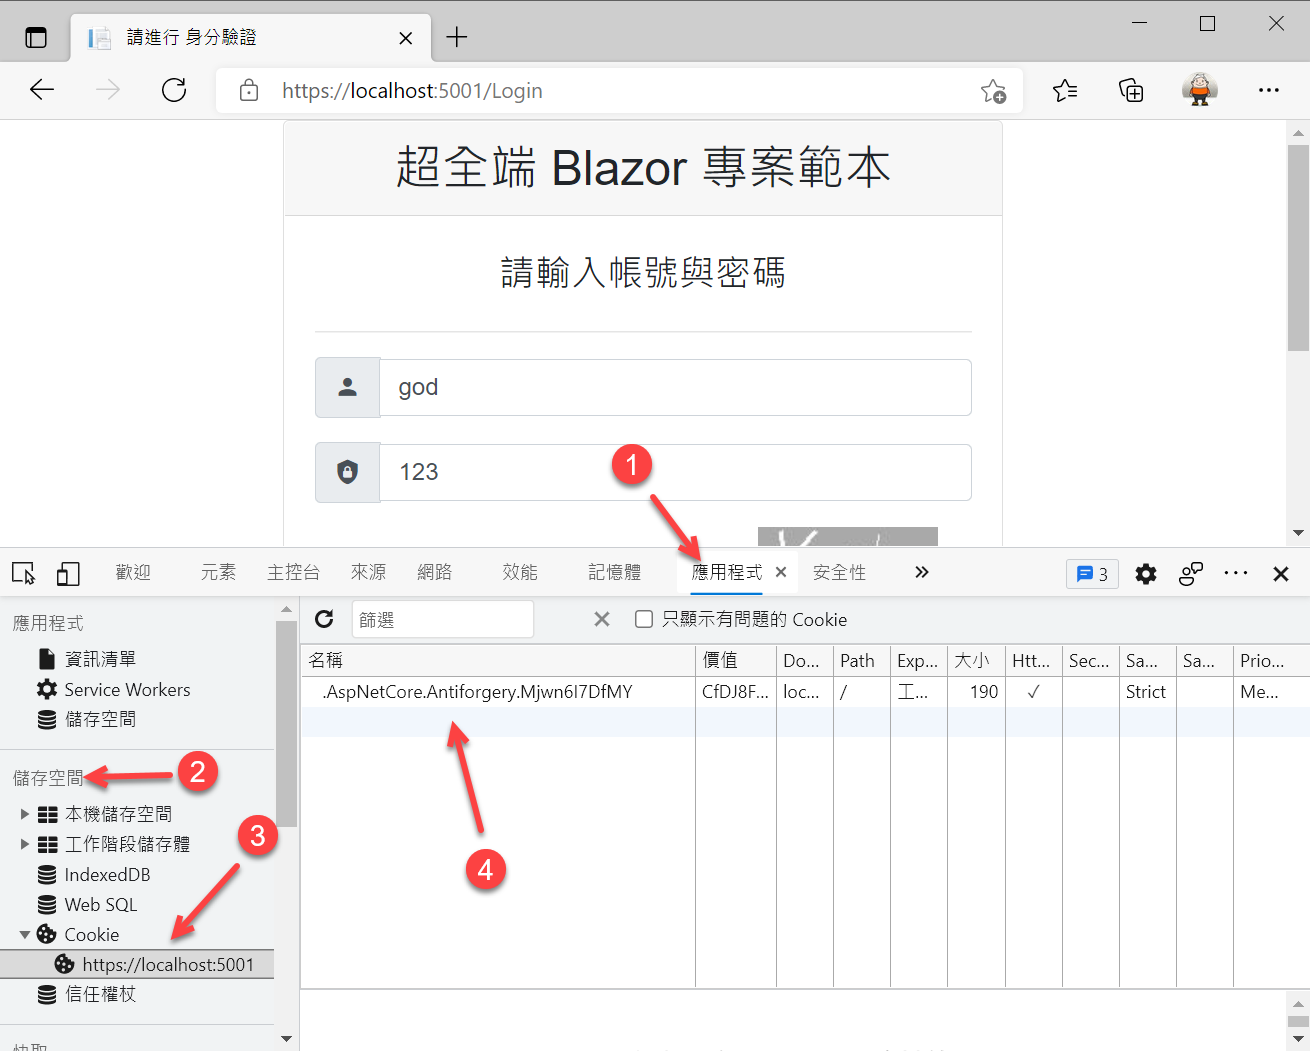 請進行 身分驗證
https://localhost:5001/Login
超全端 Blazor 專案範本
請輸入帳號與密碼
god
123
1
歡迎 元素 主控台 來源 網路 效能 記憶體 應用程式 安全性 3
應用程式
篩選 只顯示有問題的 Cookie
名稱 價值 Do... Path Exp... 大小 Htt... Sec... Sa... Sa... Prio...
資訊清單
Service Workers
.AspNetCore.Antiforgery.Mjwn6I7DfMY CfDJ8F... loc... / 工... 190 ✓ Strict Me...
儲存空間
儲存空間
2
本機儲存空間
3
工作階段儲存體
4
IndexedDB
Web SQL
Cookie
https://localhost:5001
信任權杖